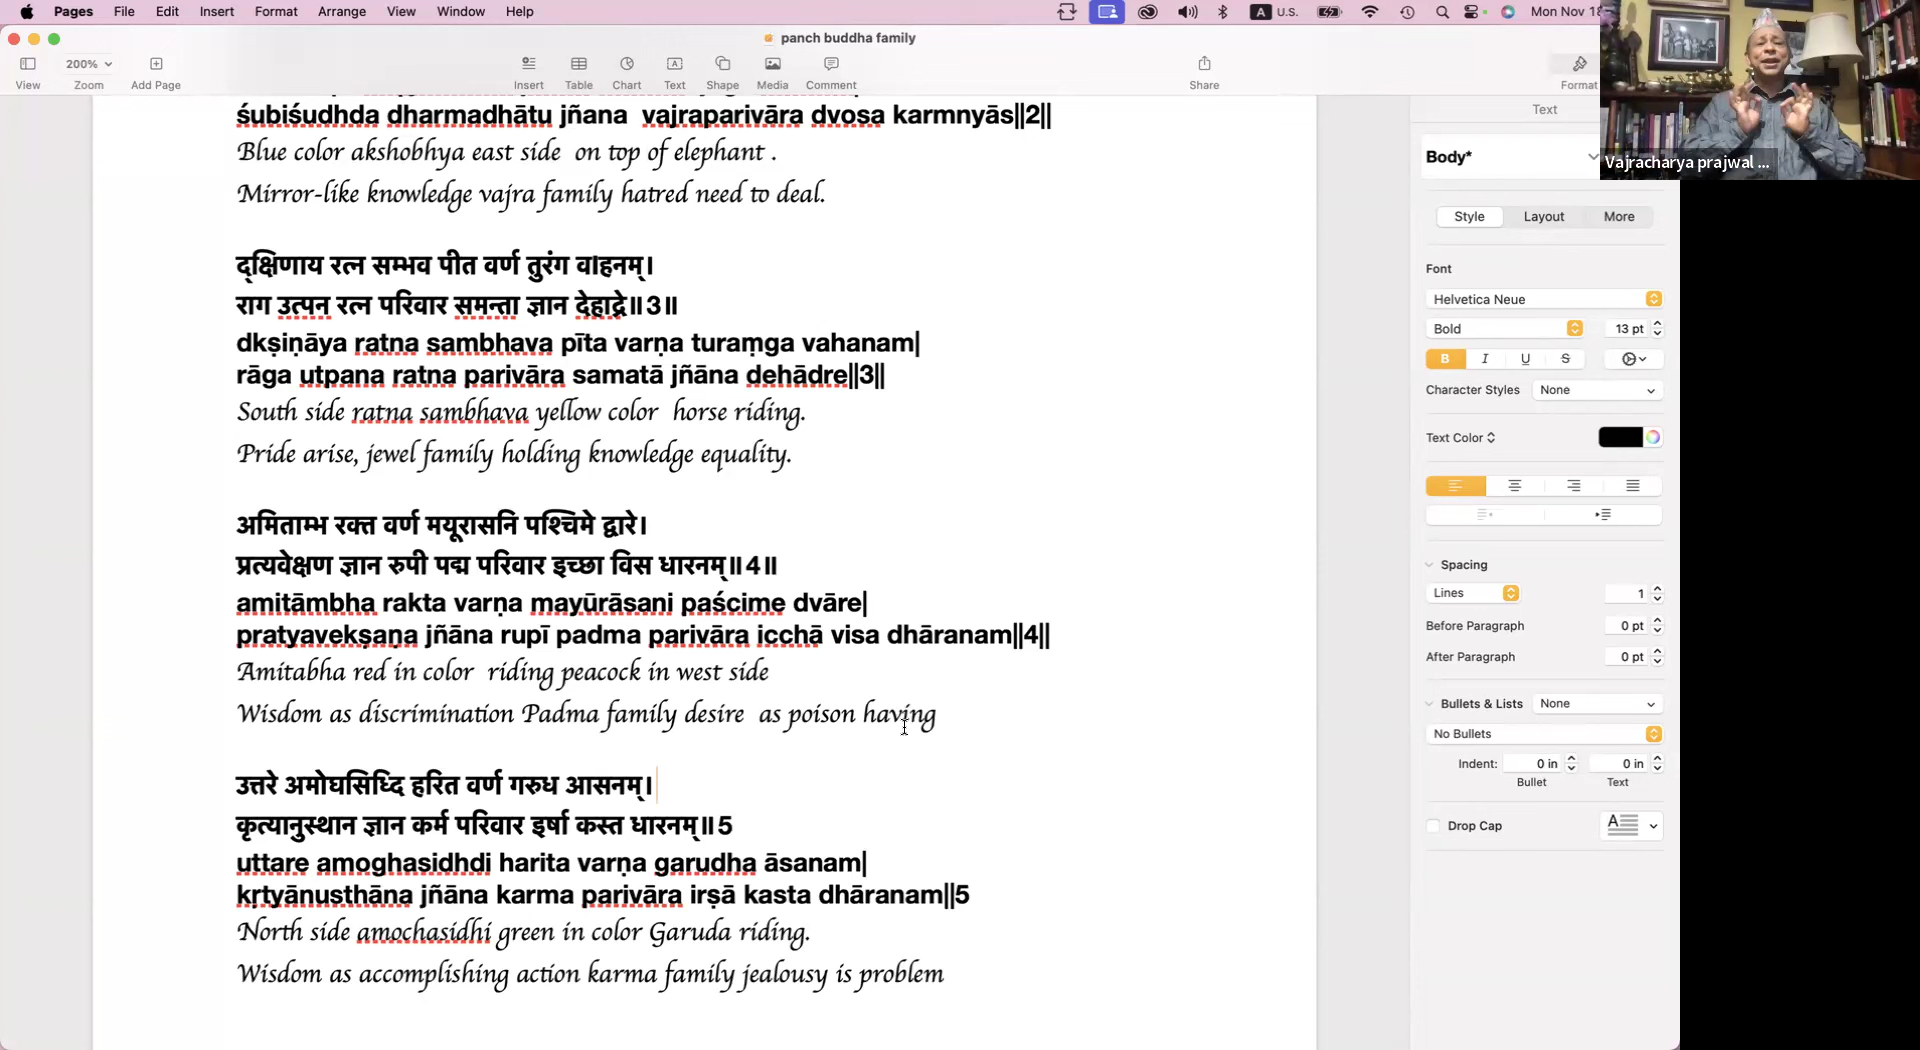 Pages File Edit Insert Format Arrange View Window Help
U.S.
Mon Nov 18
panch buddha family
200%
View Zoom Add Page
Insert Table Chart Text Shape Media Comment
Share
Format
śubiśudhda dharmadhātu jñana vajraparivāra dvosa karmnyās||2||
Blue color akshobhya east side on top of elephant .
Mirror-like knowledge vajra family hatred need to deal.
द्क्षिणाय रत्न सम्भव पीत वर्ण तुरंग वाहनम्।
राग उत्पन रत्न परिवार समन्ता ज्ञान देहाद्रे॥3॥
dkṣiṇāya ratna sambhava pīta varṇa turaṃga vahanam|
rāga utpana ratna parivāra samatā jñāna dehādre||3||
South side ratna sambhava yellow color horse riding.
Pride arise, jewel family holding knowledge equality.
अमिताम्भ रक्त वर्ण मयूरासनि पश्चिमे द्वारे।
प्रत्यवेक्षण ज्ञान रुपी पद्म परिवार इच्छा विस धारनम्॥4॥
amitāmbha rakta varṇa mayūrāsani paścime dvāre|
pratyavekṣaṇa jñāna rupī padma parivāra icchā visa dhāranam||4||
Amitabha red in color riding peacock in west side
Wisdom as discrimination Padma family desire as poison having
उत्तरे अमोघसिध्दि हरित वर्ण गरुध आसनम्।
कृत्यानुस्थान ज्ञान कर्म परिवार इर्षा कस्त धारनम्॥5
uttare amoghasidhdi harita varṇa garudha āsanam|
kṛtyānusthāna jñāna karma parivāra irṣā kasta dhāranam||5
North side amochasidhi green in color Garuda riding.
Wisdom as accomplishing action karma family jealousy is problem
Vajracharya prajwal ...
Text
Body*
Style Layout More
Font
Helvetica Neue
Bold 13 pt
B I U S
Character Styles None
Text Color
Spacing
Lines 1
Before Paragraph 0 pt
After Paragraph 0 pt
Bullets & Lists None
No Bullets
Indent: 0 in 0 in
Bullet Text
Drop Cap
A